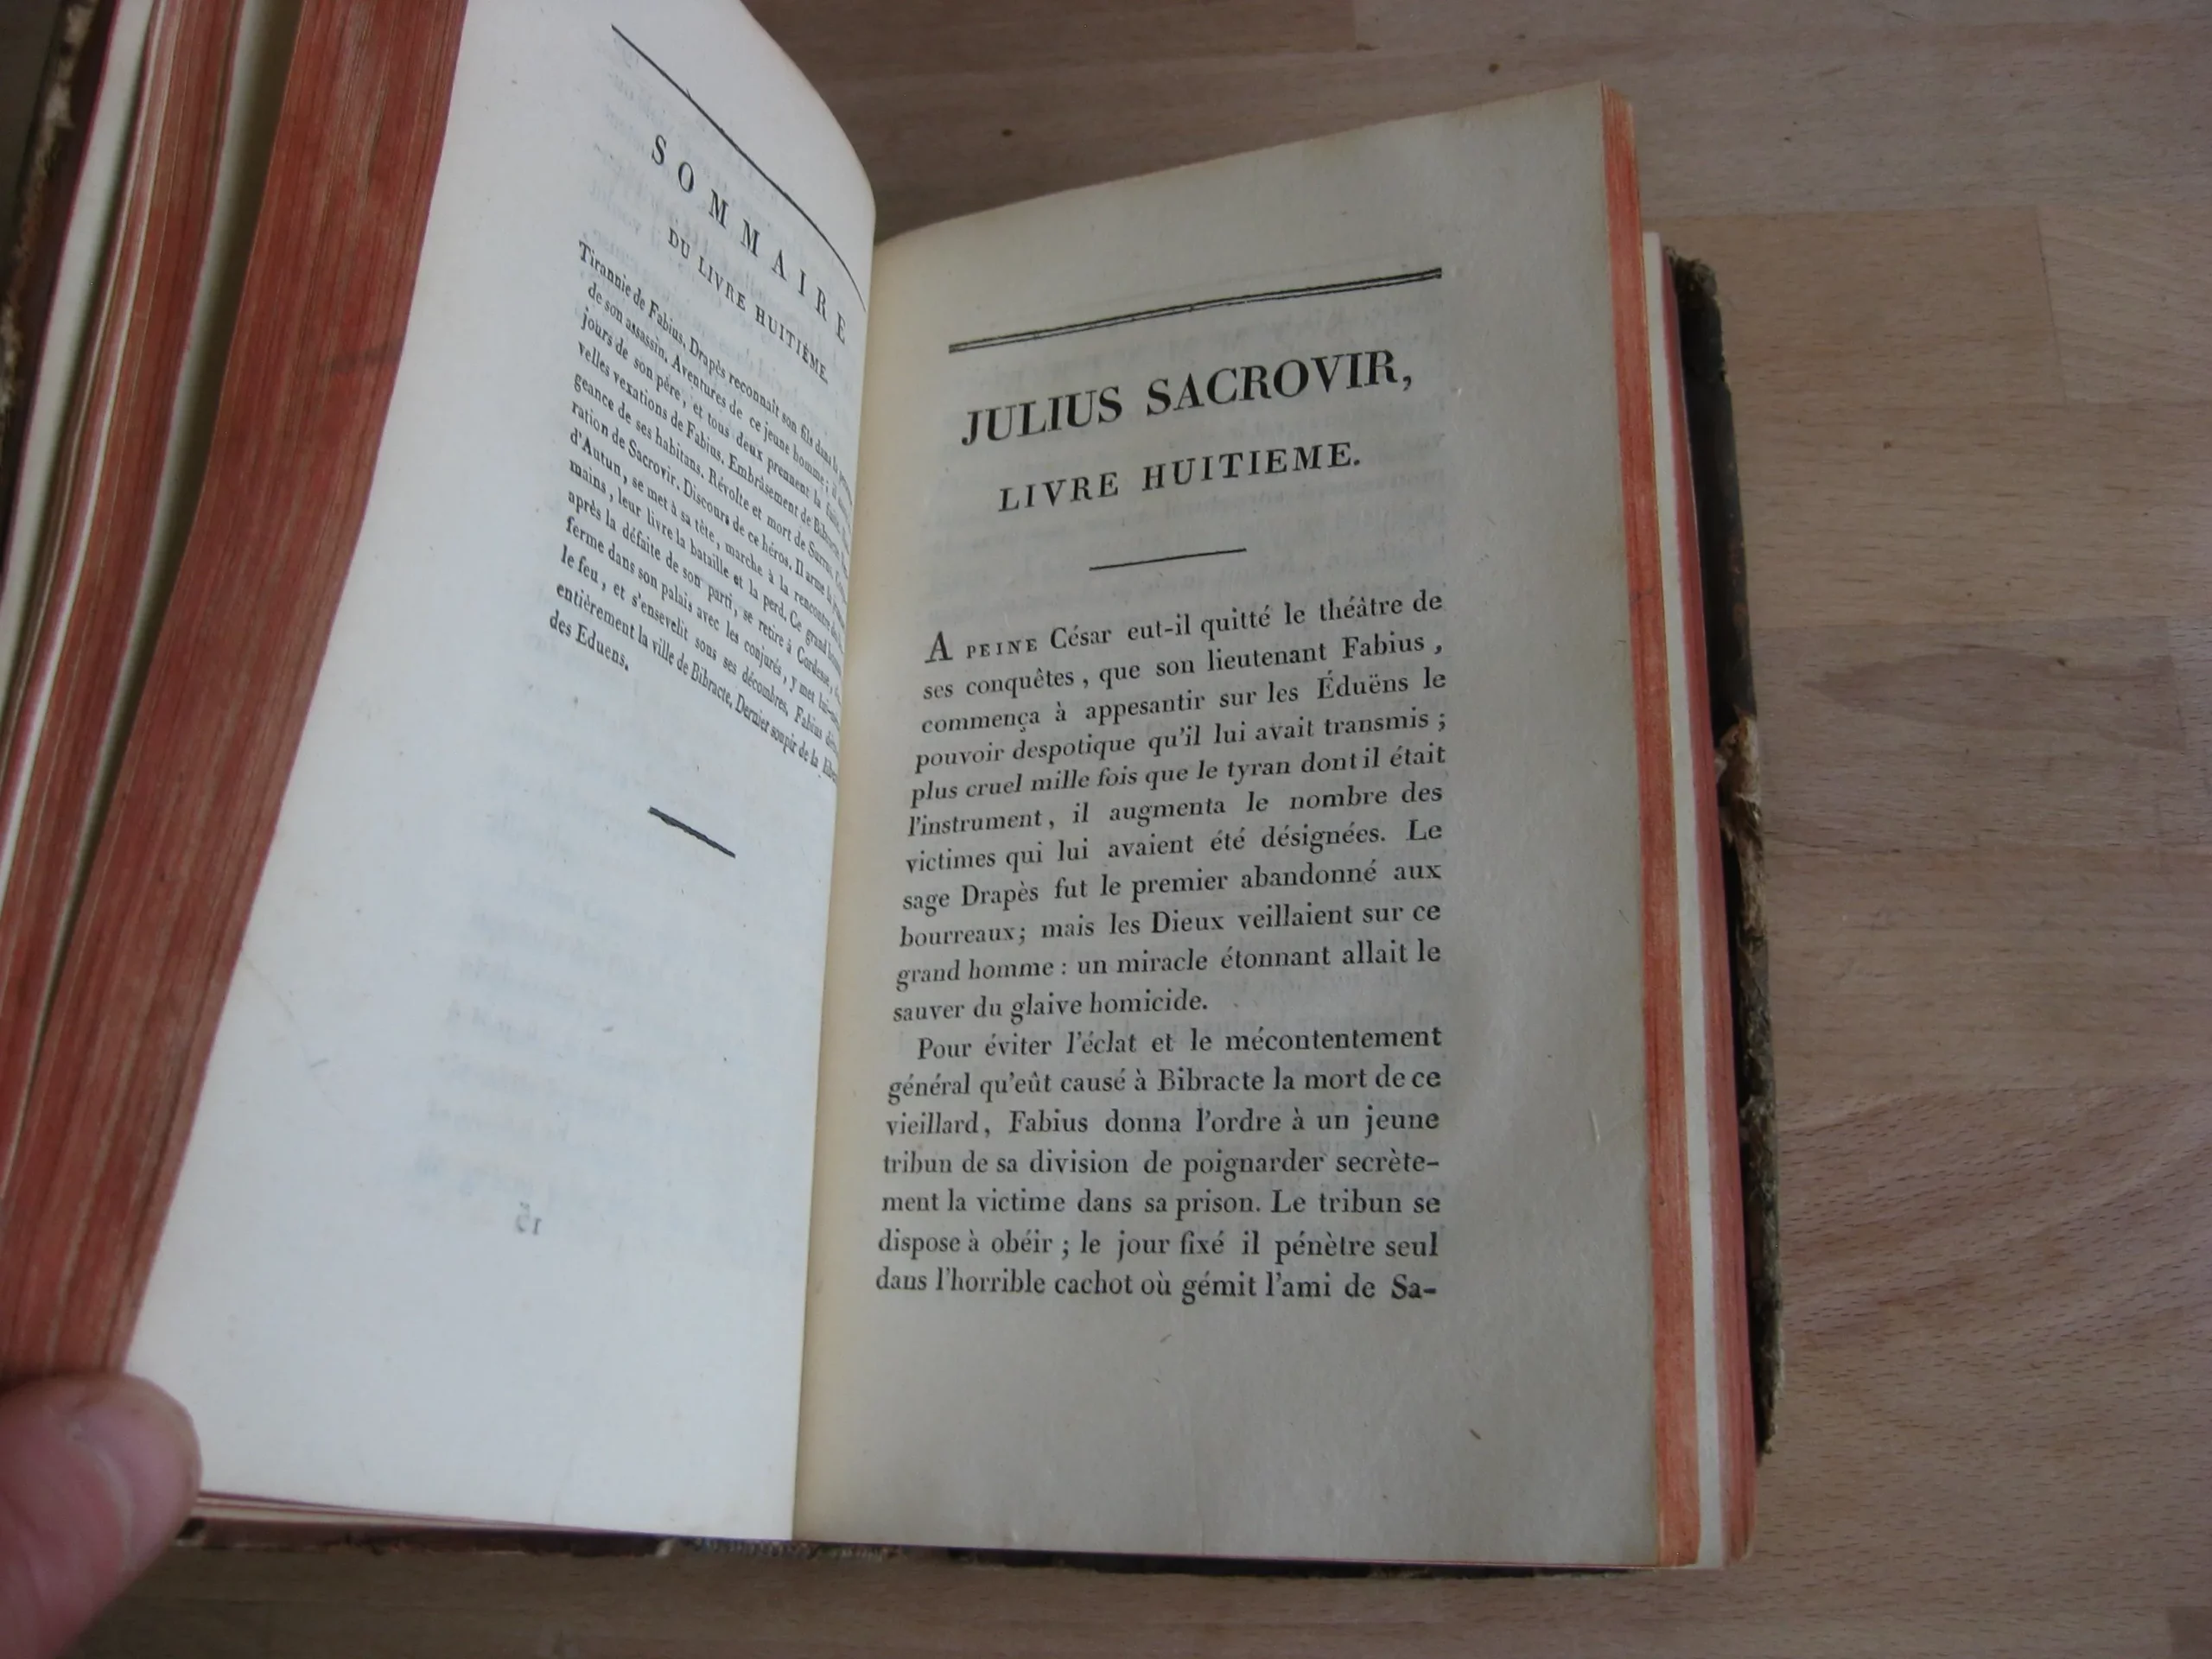 SOMMAIRE
DU LIVRE HUITIÈME.
Tirannie de Fabius. Drapès reconnaît son fils dans la
de son assassin. Aventures de ce jeune homme; il
jours de son père, et tous deux prennent la fuite.
velles vexations de Fabius. Embrâsement de Bibracte.
geance de ses habitans. Révolte et mort de
ration de Sacrovir. Discours de ce héros. Il arme la
d'Autun, se met à sa tête, marche à la rencontre
mains, leur livre la bataille et la perd. Ce grand
après la défaite de son parti, se retire à
ferme dans son palais avec les conjurés, y met
le feu, et s'ensevelit sous ses décombres. Fabius
entièrement la ville de Bibracte. Dernier soupir de la
des Eduens.
JULIUS SACROVIR,
LIVRE HUITIEME.
A PEINE César eut-il quitté le théâtre de
ses conquêtes, que son lieutenant Fabius,
commença à appesantir sur les Éduëns le
pouvoir despotique qu'il lui avait transmis;
plus cruel mille fois que le tyran dont il était
l'instrument, il augmenta le nombre des
victimes qui lui avaient été désignées. Le
sage Drapès fut le premier abandonné aux
bourreaux; mais les Dieux veillaient sur ce
grand homme : un miracle étonnant allait le
sauver du glaive homicide.
Pour éviter l'éclat et le mécontentement
général qu'eût causé à Bibracte la mort de ce
vieillard, Fabius donna l'ordre à un jeune
tribun de sa division de poignarder secrète-
ment la victime dans sa prison. Le tribun se
dispose à obéir; le jour fixé il pénètre seul
dans l'horrible cachot où gémit l'ami de Sa-